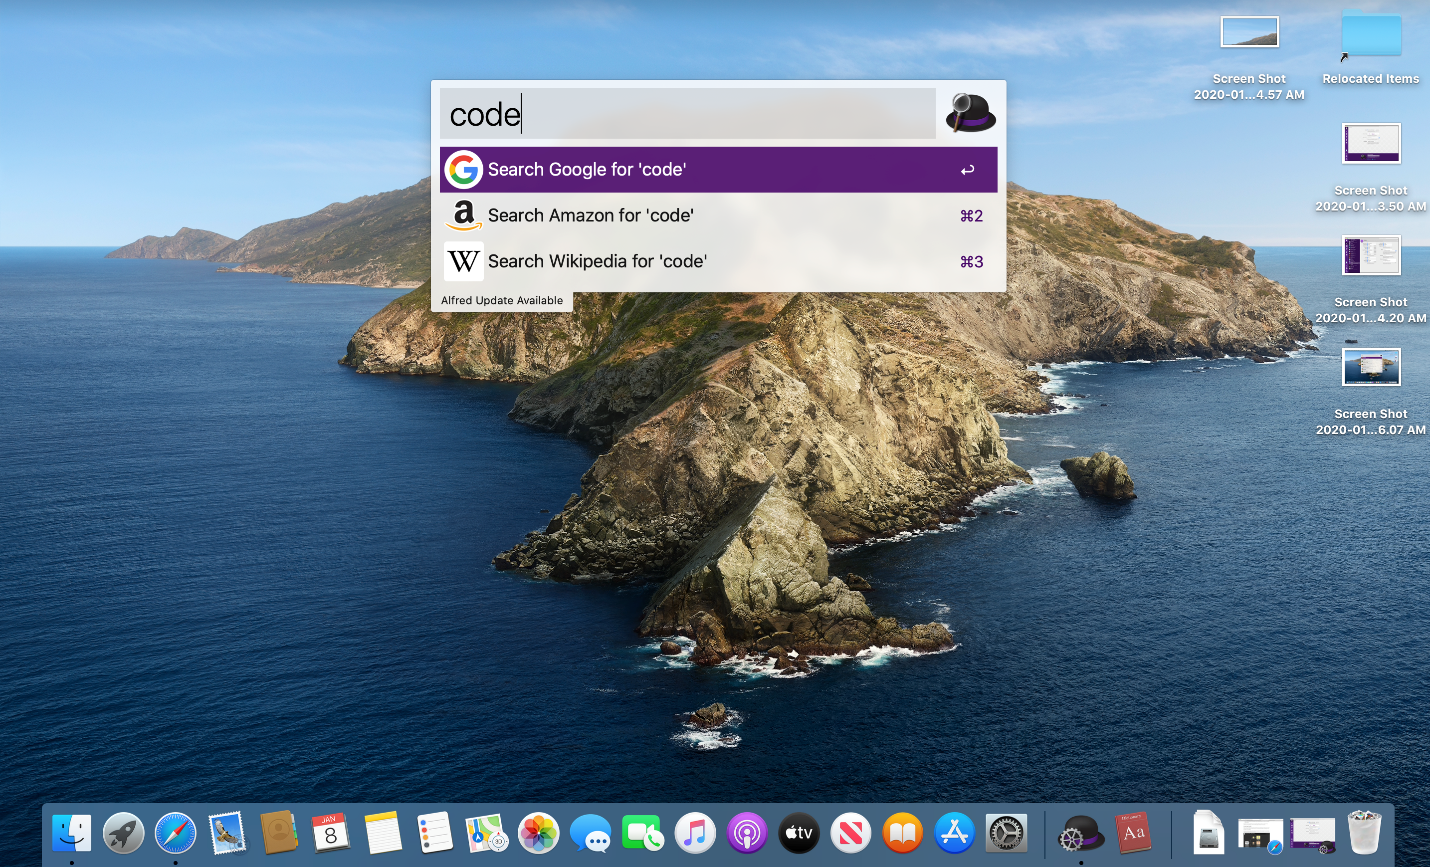 code
Search Google for 'code'
↩
Search Amazon for 'code'
⌘2
W
Search Wikipedia for 'code'
⌘3
Alfred Update Available
Screen Shot
2020-01...4.57 AM
Relocated Items
Screen Shot
2020-01...3.50 AM
Screen Shot
2020-01...4.20 AM
Screen Shot
2020-01...6.07 AM
JAN
8
3D
tv
Aa